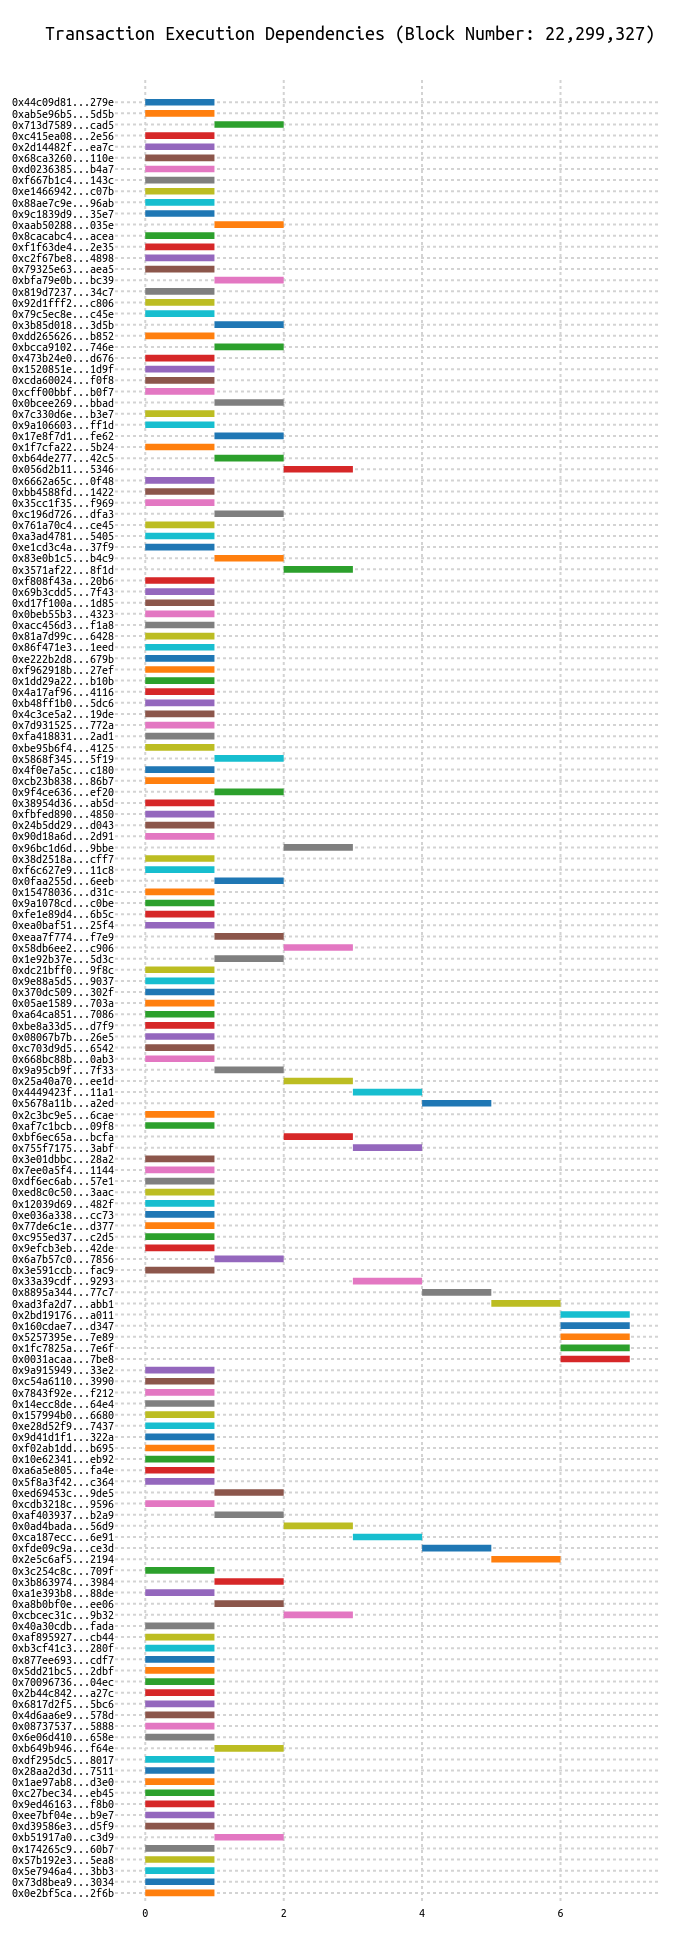 Transaction Execution Dependencies (Block Number: 22,299,327)
0x44c09d81...279e
0xab5e96b5...5d5b
0x713d7589...cad5
0xc415ea08...2e56
0x2d14482f...ea7c
0x68ca3260...110e
0xd0236385...b4a7
0xf667b1c4...143c
0xe1466942...c07b
0x88ae7c9e...96ab
0x9c1839d9...35e7
0xaab50288...035e
0x8cacabc4...acea
0xf1f63de4...2e35
0xc2f67be8...4898
0x79325e63...aea5
0xbfa79e0b...bc39
0x819d7237...34c7
0x92d1fff2...c806
0x79c5ec8e...c45e
0x3b85d018...3d5b
0xdd265626...b852
0xbcca9102...746e
0x473b24e0...d676
0x1520851e...1d9f
0xcda60024...f0f8
0xcff00bbf...b0f7
0x0bcee269...bbad
0x7c330d6e...b3e7
0x9a106603...ff1d
0x17e8f7d1...fe62
0x1f7cfa22...5b24
0xb64de277...42c5
0x056d2b11...5346
0x6662a65c...0f48
0xbb4588fd...1422
0x35cc1f35...f969
0xc196d726...dfa3
0x761a70c4...ce45
0xa3ad4781...5405
0xe1cd3c4a...37f9
0x83e0b1c5...b4c9
0x3571af22...8f1d
0xf808f43a...20b6
0x69b3cdd5...7f43
0xd17f100a...1d85
0x0beb55b3...4323
0xacc456d3...f1a8
0x81a7d99c...6428
0x86f471e3...1eed
0xe222b2d8...679b
0xf962918b...27ef
0x1dd29a22...b10b
0x4a17af96...4116
0xb48ff1b0...5dc6
0x4c3ce5a2...19de
0x7d931525...772a
0xfa418831...2ad1
0xbe95b6f4...4125
0x5868f345...5f19
0x4f0e7a5c...c180
0xcb23b838...86b7
0x9f4ce636...ef20
0x38954d36...ab5d
0xfbfed890...4850
0x24b5dd29...d043
0x90d18a6d...2d91
0x96bc1d6d...9bbe
0x38d2518a...cff7
0xf6c627e9...11c8
0x0faa255d...6eeb
0x15478036...d31c
0x9a1078cd...c0be
0xfe1e89d4...6b5c
0xea0baf51...25f4
0xeaa7f774...f7e9
0x58db6ee2...c906
0x1e92b37e...5d3c
0xdc21bff0...9f8c
0x9e88a5d5...9037
0x370dc509...302f
0x05ae1589...703a
0xa64ca851...7086
0xbe8a33d5...d7f9
0x08067b7b...26e5
0xc703d9d5...6542
0x668bc88b...0ab3
0x9a95cb9f...7f33
0x25a40a70...ee1d
0x4449423f...11a1
0x5678a11b...a2ed
0x2c3bc9e5...6cae
0xaf7c1bcb...09f8
0xbf6ec65a...bcfa
0x755f7175...3abf
0x3e01dbbc...28a2
0x7ee0a5f4...1144
0xdf6ec6ab...57e1
0xed8c0c50...3aac
0x12039d69...482f
0xe036a338...cc73
0x77de6c1e...d377
0xc955ed37...c2d5
0x9efcb3eb...42de
0x6a7b57c0...7856
0x3e591ccb...fac9
0x33a39cdf...9293
0x8895a344...77c7
0xad3fa2d7...abb1
0x2bd19176...a011
0x160cdae7...d347
0x5257395e...7e89
0x1fc7825a...7e6f
0x0031acaa...7be8
0x9a915949...33e2
0xc54a6110...3990
0x7843f92e...f212
0x14ecc8de...64e4
0x157994b0...6680
0xe28d52f9...7437
0x9d41d1f1...322a
0xf02ab1dd...b695
0x10e62341...eb92
0xa6a5e805...fa4e
0x5f8a3f42...c364
0xed69453c...9de5
0xcdb3218c...9596
0xaf403937...b2a9
0x0ad4bada...56d9
0xca187ecc...6e91
0xfde09c9a...ce3d
0x2e5c6af5...2194
0x3c254c8c...709f
0x3b863974...3984
0xa1e393b8...88de
0xa8b0bf0e...ee06
0xcbcec31c...9b32
0x40a30cdb...fada
0xaf895927...cb44
0xb3cf41c3...280f
0x877ee693...cdf7
0x5dd21bc5...2dbf
0x70096736...04ec
0x2b44c842...a27c
0x6817d2f5...5bc6
0x4d6aa6e9...578d
0x08737537...5888
0x6e06d410...658e
0xb649b946...f64e
0xdf295dc5...8017
0x28aa2d3d...7511
0x1ae97ab8...d3e0
0xc27bec34...eb45
0x9ed46163...f8b0
0xee7bf04e...b9e7
0xd39586e3...d5f9
0xb51917a0...c3d9
0x174265c9...60b7
0x57b192e3...5ea8
0x5e7946a4...3bb3
0x73d8bea9...3034
0x0e2bf5ca...2f6b
0 2 4 6